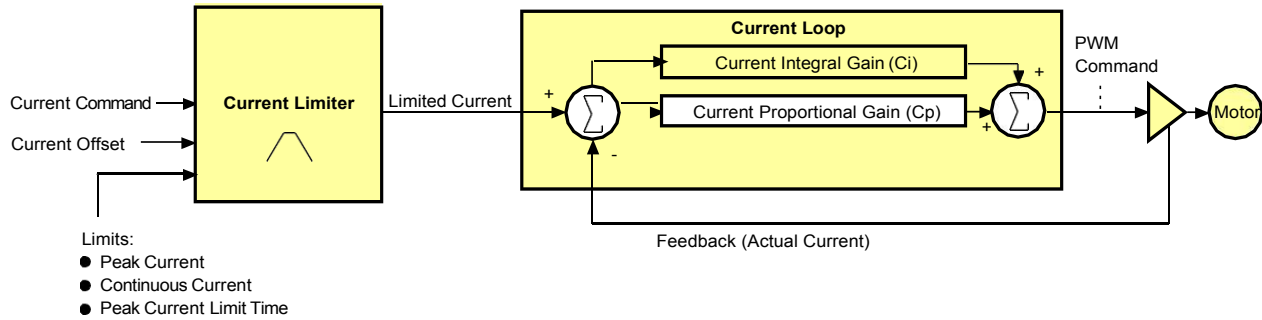 Current Loop
PWM
Command
Current Integral Gain (Ci)
+
+
Current Command
Current Limiter
Limited Current
∑
Current Proportional Gain (Cp)
∑
Motor
+
Current Offset
-
Feedback (Actual Current)
Limits:
● Peak Current
● Continuous Current
● Peak Current Limit Time